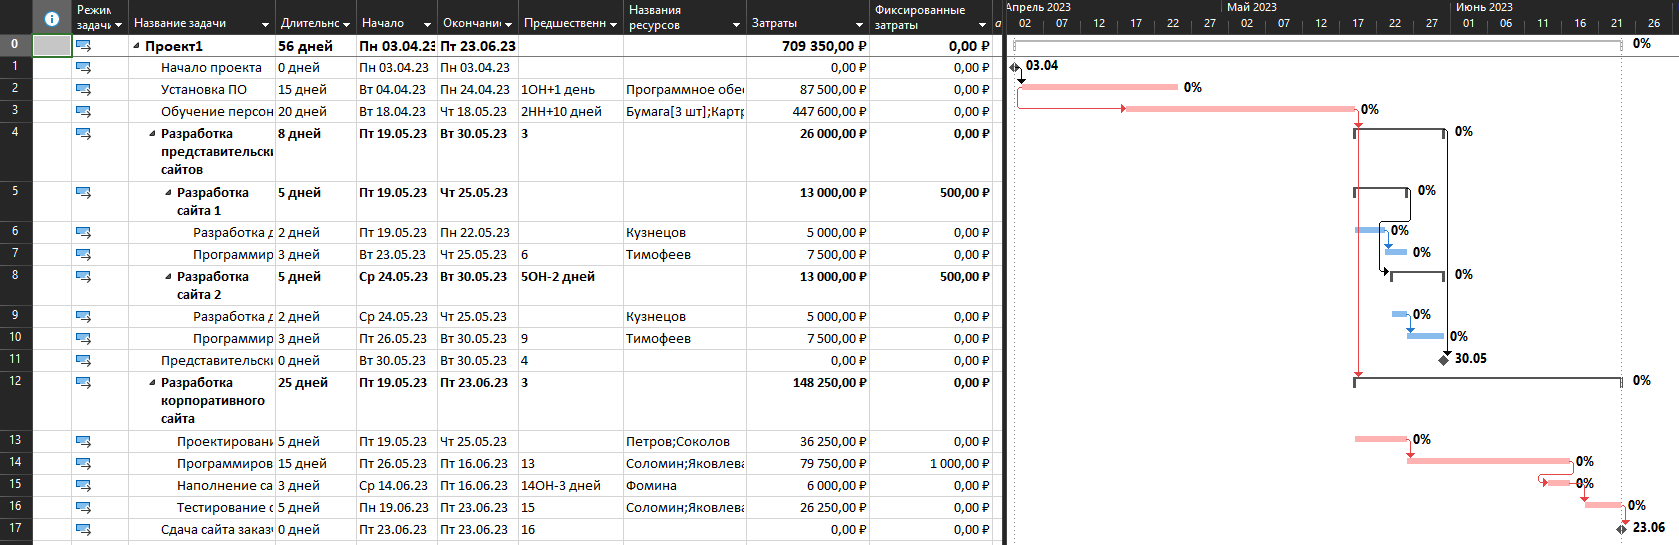 Режим задачи Название задачи Длительн Начало Окончани Предшественн Названия ресурсов Затраты Фиксированные затраты
Апрель 2023 Май 2023 Июнь 2023
02 07 12 17 22 27 02 07 12 17 22 27 01 06 11 16 21 26
0 Проект1 56 дней Пн 03.04.23 Пт 23.06.23 709 350,00 ₽ 0,00 ₽ 0%
1 Начало проекта 0 дней Пн 03.04.23 Пн 03.04.23 0,00 ₽ 0,00 ₽ 03.04
2 Установка ПО 15 дней Вт 04.04.23 Пн 24.04.23 1ОН+1 день Программное обес 87 500,00 ₽ 0,00 ₽ 0%
3 Обучение персон 20 дней Вт 18.04.23 Чт 18.05.23 2НН+10 дней Бумага[3 шт];Картр 447 600,00 ₽ 0,00 ₽ 0%
4 Разработка представительски сайтов 8 дней Пт 19.05.23 Вт 30.05.23 3 26 000,00 ₽ 0,00 ₽ 0%
5 Разработка сайта 1 5 дней Пт 19.05.23 Чт 25.05.23 13 000,00 ₽ 500,00 ₽ 0%
6 Разработка д 2 дней Пт 19.05.23 Пн 22.05.23 Кузнецов 5 000,00 ₽ 0,00 ₽ 0%
7 Программир 3 дней Вт 23.05.23 Чт 25.05.23 6 Тимофеев 7 500,00 ₽ 0,00 ₽ 0%
8 Разработка сайта 2 5 дней Ср 24.05.23 Вт 30.05.23 5ОН-2 дней 13 000,00 ₽ 500,00 ₽ 0%
9 Разработка д 2 дней Ср 24.05.23 Чт 25.05.23 Кузнецов 5 000,00 ₽ 0,00 ₽ 0%
10 Программир 3 дней Пт 26.05.23 Вт 30.05.23 9 Тимофеев 7 500,00 ₽ 0,00 ₽ 0%
11 Представительски 0 дней Вт 30.05.23 Вт 30.05.23 4 0,00 ₽ 0,00 ₽ 30.05
12 Разработка корпоративного сайта 25 дней Пт 19.05.23 Пт 23.06.23 3 148 250,00 ₽ 0,00 ₽ 0%
13 Проектировани 5 дней Пт 19.05.23 Чт 25.05.23 Петров;Соколов 36 250,00 ₽ 0,00 ₽ 0%
14 Программиров 15 дней Пт 26.05.23 Пт 16.06.23 13 Соломин;Яковлева 79 750,00 ₽ 1 000,00 ₽ 0%
15 Наполнение са 3 дней Ср 14.06.23 Пт 16.06.23 14ОН-3 дней Фомина 6 000,00 ₽ 0,00 ₽ 0%
16 Тестирование с 5 дней Пн 19.06.23 Пт 23.06.23 15 Соломин;Яковлева 26 250,00 ₽ 0,00 ₽ 0%
17 Сдача сайта заказ 0 дней Пт 23.06.23 Пт 23.06.23 16 0,00 ₽ 0,00 ₽ 23.06